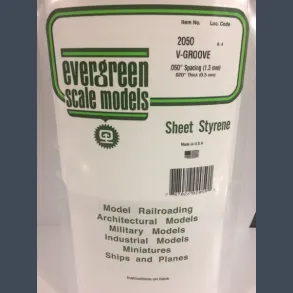 Item No. Loc. Code
2050
V-GROOVE
.050" Spacing (1.3 mm)
.020" Thick (0.5 mm)
evergreen
scale models
Sheet Styrene
Made in U.S.A.
Model Railroading
Architectural Models
Military Models
Industrial Models
Miniatures
Ships and Planes